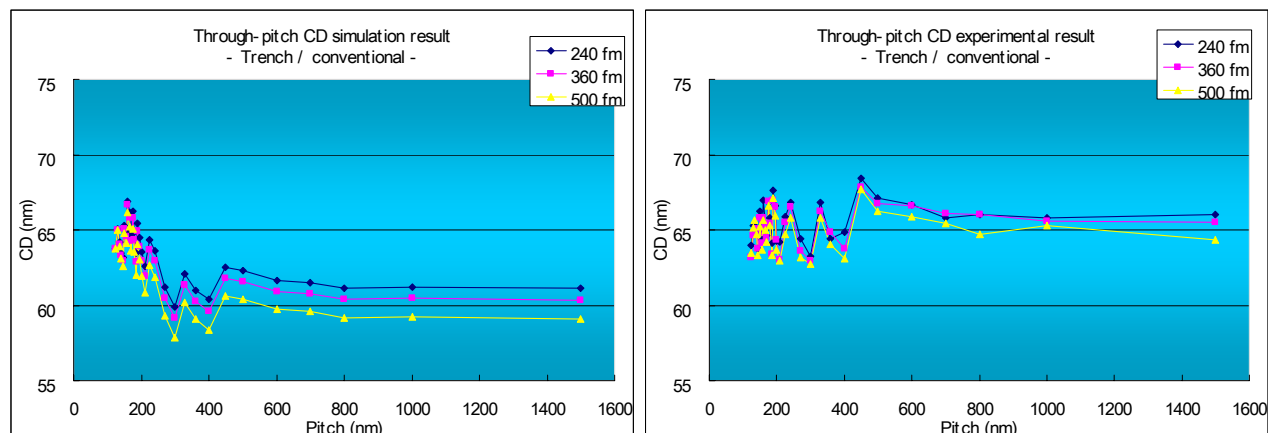 Through-pitch CD simulation result
- Trench / conventional -
240 fm
360 fm
500 fm
75
70
65
60
55
CD (nm)
0 200 400 600 800 1000 1200 1400 1600
Pitch (nm)
Through-pitch CD experimental result
- Trench / conventional -
240 fm
360 fm
500 fm
75
70
65
60
55
CD (nm)
0 200 400 600 800 1000 1200 1400 1600
Pitch (nm)